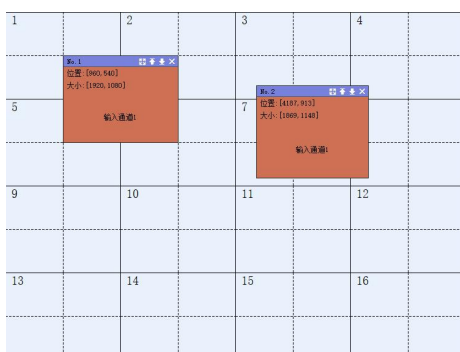 1 2 3 4
No.1
位置:[960,540]
大小:[1920,1080]
输入通道1
No.2
位置:[4187,913]
大小:[1869,1148]
输入通道1
5 7
9 10 11 12
13 14 15 16